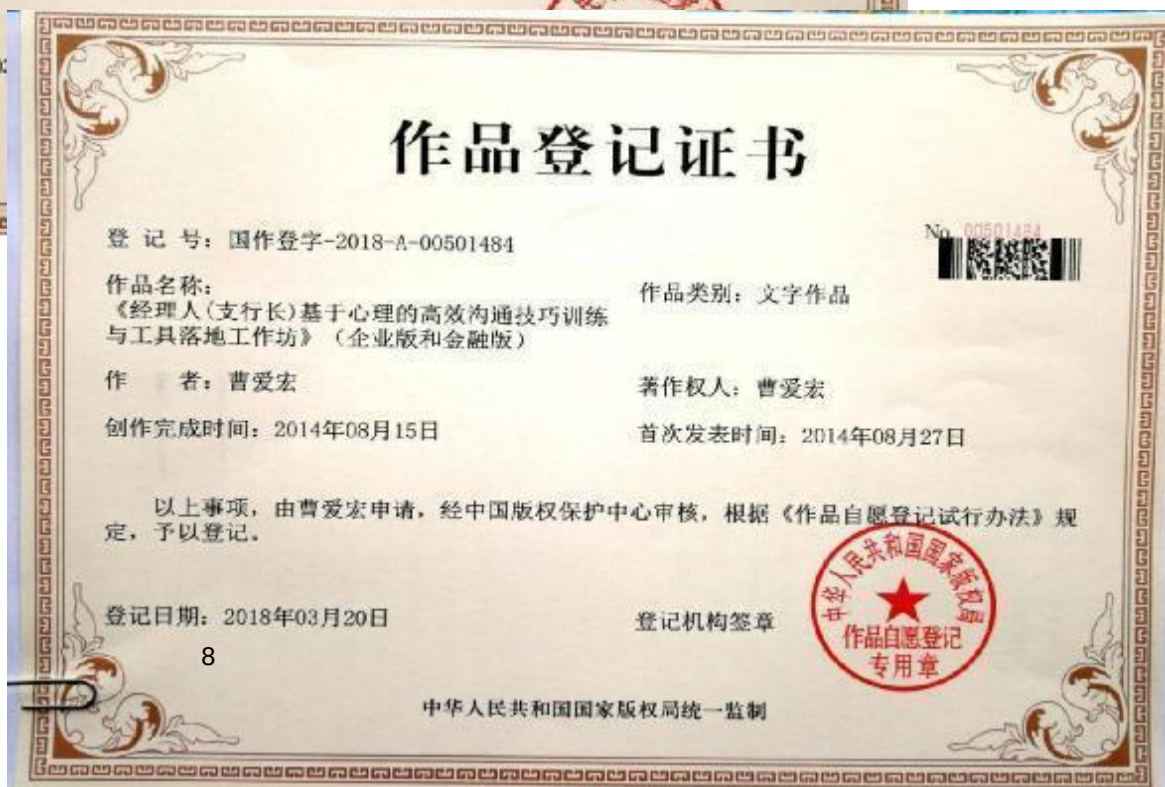 作品登记证书
登 记 号：国作登字-2018-A-00501484
No. 00501484
作品名称：
《经理人(支行长)基于心理的高效沟通技巧训练
与工具落地工作坊》（企业版和金融版）
作品类别：文字作品
作　者：曹爱宏
著作权人：曹爱宏
创作完成时间：2014年08月15日
首次发表时间：2014年08月27日
以上事项，由曹爱宏申请，经中国版权保护中心审核，根据《作品自愿登记试行办法》规
定，予以登记。
登记日期：2018年03月20日
登记机构签章
中华人民共和国国家版权局
作品自愿登记
专用章
8
中华人民共和国国家版权局统一监制